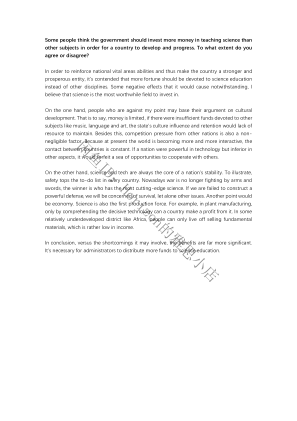 Some people think the government should invest more money in teaching science than
other subjects in order for a country to develop and progress. To what extent do you
agree or disagree?
In order to reinforce national vital areas abilities and thus make the country a stronger and
prosperous entity, it's contended that more fortune should be devoted to science education
instead of other disciplines. Some negative effects that it would cause notwithstanding, I
believe that science is the most worthwhile field to invest in.
On the one hand, people who are against my point may base their argument on cultural
development. That is to say, money is limited, if there were insufficient funds devoted to other
subjects like music, language and art, the state's culture influence and retention would lack of
resource to maintain. Besides this, competition pressure from other nations is also a non-
negligible factor. Because at present the world is becoming more and more interactive, the
contact between countries is constant. If a nation were powerful in technology but inferior in
other aspects, it would forfeit a sea of opportunities to cooperate with others.
On the other hand, science and tech are always the core of a nation's stability. To illustrate,
safety tops the to-do list in every country. Nowadays war is no longer fighting by arms and
swords, the winner is who has the most cutting-edge science. If we are failed to construct a
powerful defense, we will be concerned of survival, let alone other issues. Another point would
be economy. Science is also the first production force. For example, in plant manufacturing,
only by comprehending the decisive technology can a country make a profit from it. In some
relatively undeveloped district like Africa, people can only live off selling fundamental
materials, which is rather low in income.
In conclusion, versus the shortcomings it may involve, the benefits are far more significant.
It's necessary for administrators to distribute more funds to science education.
的雅思小店